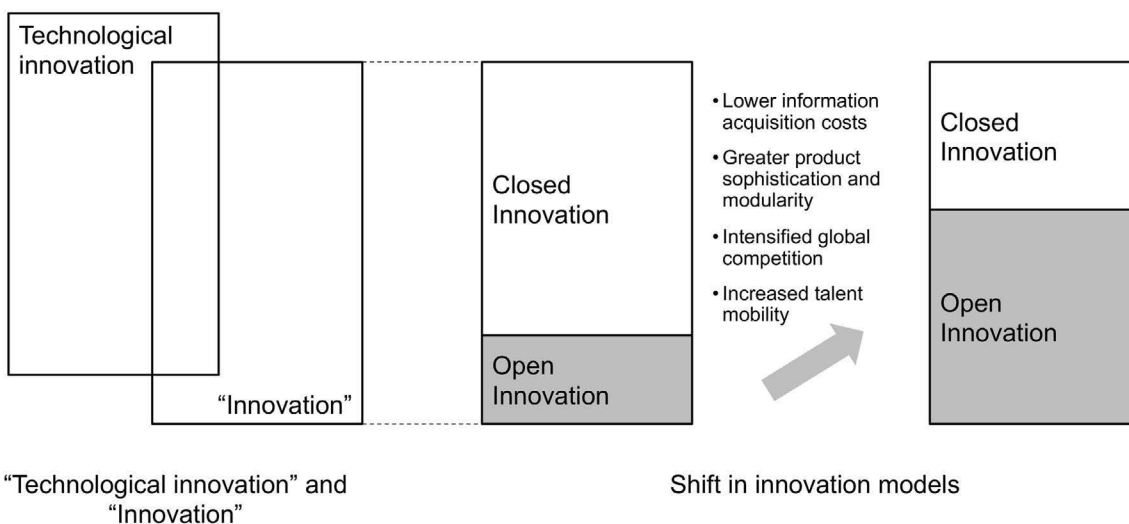 Technological
innovation
“Innovation”
Closed
Innovation
Open
Innovation
• Lower information
acquisition costs
• Greater product
sophistication and
modularity
• Intensified global
competition
• Increased talent
mobility
Closed
Innovation
Open
Innovation
“Technological innovation” and
“Innovation”
Shift in innovation models